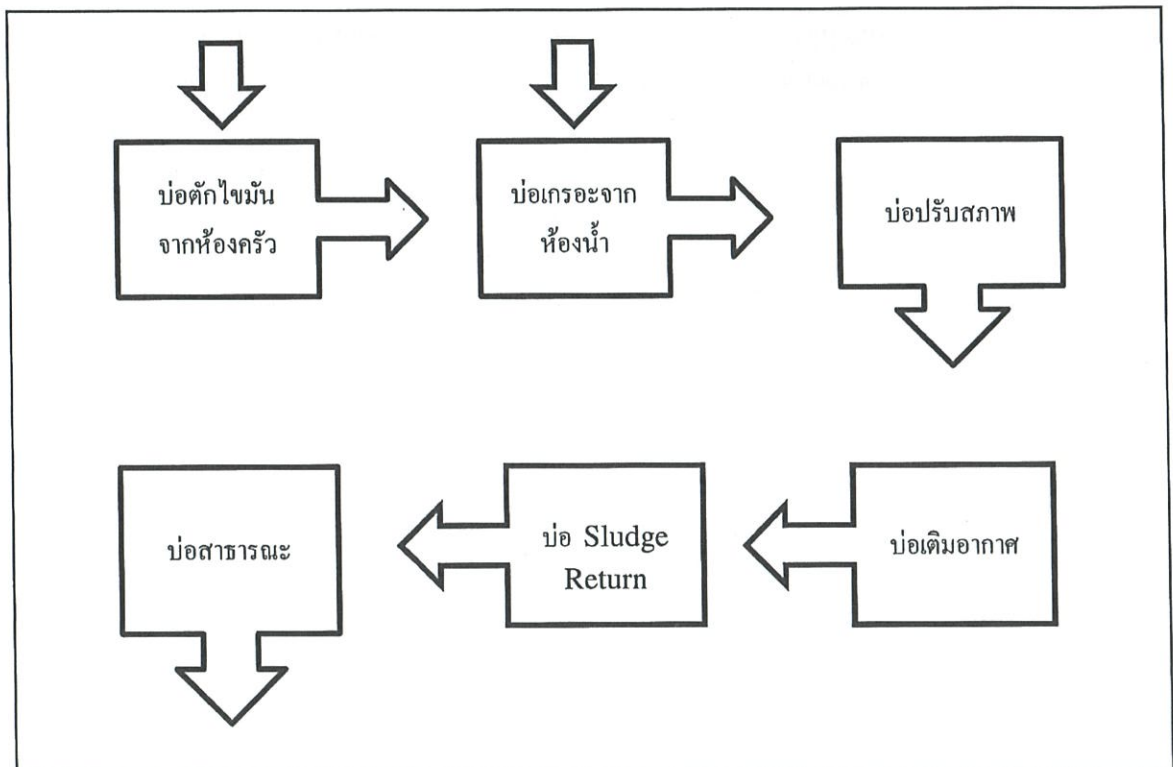 บ่อดักไขมัน
จากห้องครัว
บ่อเกรอะจาก
ห้องน้ำ
บ่อปรับสภาพ
บ่อสาธารณะ
บ่อ Sludge
Return
บ่อเติมอากาศ